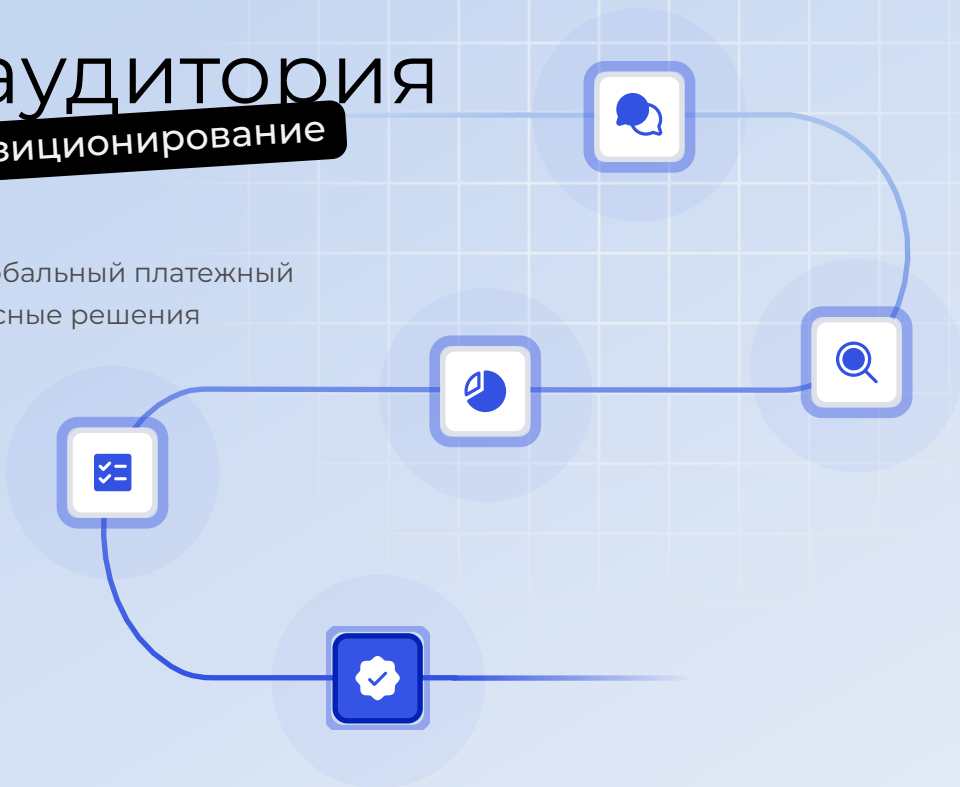 аудитория
зиционирование
обальный платежный
сные решения